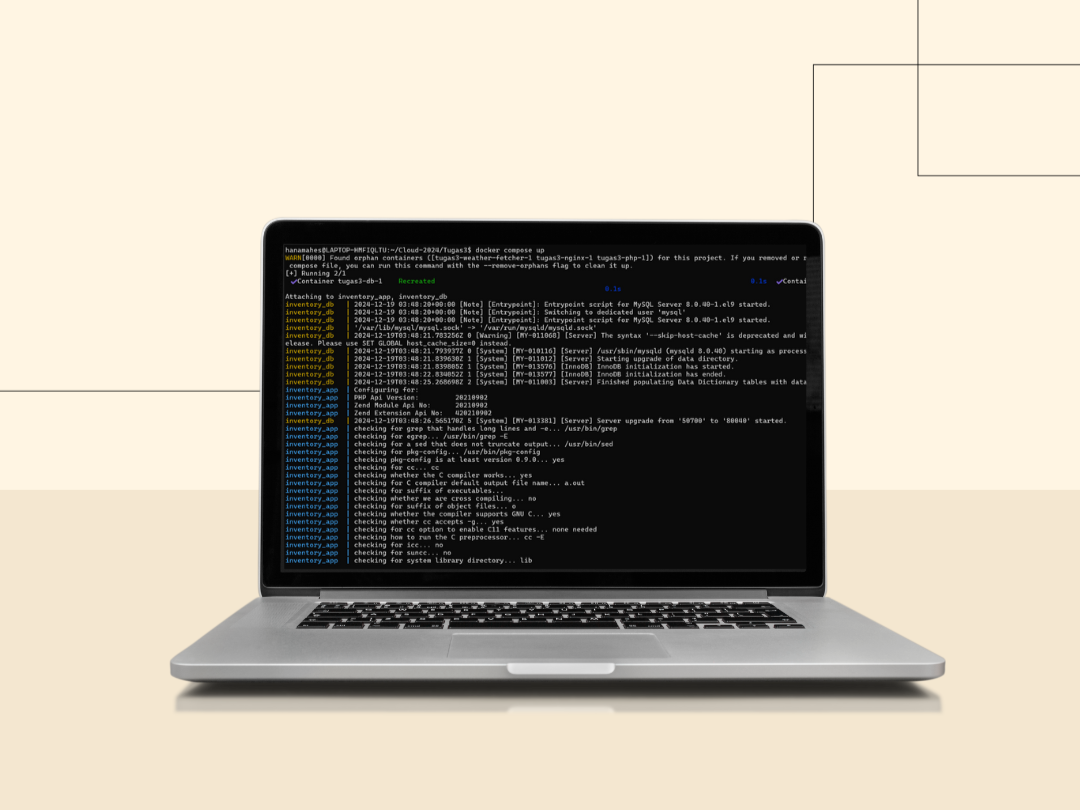 hanamahes@LAPTOP-HMFIQLTU:~/Cloud-2024/Tugas3$ docker compose up
WARN[0000] Found orphan containers ([tugas3-weather-fetcher-1 tugas3-nginx-1 tugas3-php-1]) for this project. If you removed or r
compose file, you can run this command with the --remove-orphans flag to clean it up.
[+] Running 2/1
✓Container tugas3-db-1 Recreated 0.1s ✓Contai
0.1s
Attaching to inventory_app, inventory_db
inventory_db | 2024-12-19 03:48:20+00:00 [Note] [Entrypoint]: Entrypoint script for MySQL Server 8.0.40-1.el9 started.
inventory_db | 2024-12-19 03:48:20+00:00 [Note] [Entrypoint]: Switching to dedicated user 'mysql'
inventory_db | 2024-12-19 03:48:20+00:00 [Note] [Entrypoint]: Entrypoint script for MySQL Server 8.0.40-1.el9 started.
inventory_db | '/var/lib/mysql/mysql.sock' -> '/var/run/mysqld/mysqld.sock'
inventory_db | 2024-12-19T03:48:21.783256Z 0 [Warning] [MY-011068] [Server] The syntax '--skip-host-cache' is deprecated and wi
elease. Please use SET GLOBAL host_cache_size=0 instead.
inventory_db | 2024-12-19T03:48:21.793937Z 0 [System] [MY-010116] [Server] /usr/sbin/mysqld (mysqld 8.0.40) starting as process
inventory_db | 2024-12-19T03:48:21.839630Z 1 [System] [MY-011012] [Server] Starting upgrade of data directory.
inventory_db | 2024-12-19T03:48:21.839805Z 1 [System] [MY-013576] [InnoDB] InnoDB initialization has started.
inventory_db | 2024-12-19T03:48:22.834052Z 1 [System] [MY-013577] [InnoDB] InnoDB initialization has ended.
inventory_db | 2024-12-19T03:48:25.268698Z 2 [System] [MY-011003] [Server] Finished populating Data Dictionary tables with data
inventory_app | Configuring for:
inventory_app | PHP Api Version: 20210902
inventory_app | Zend Module Api No: 20210902
inventory_app | Zend Extension Api No: 420210902
inventory_db | 2024-12-19T03:48:26.565170Z 5 [System] [MY-013381] [Server] Server upgrade from '50700' to '80040' started.
inventory_app | checking for grep that handles long lines and -e... /usr/bin/grep
inventory_app | checking for egrep... /usr/bin/grep -E
inventory_app | checking for a sed that does not truncate output... /usr/bin/sed
inventory_app | checking for pkg-config... /usr/bin/pkg-config
inventory_app | checking pkg-config is at least version 0.9.0... yes
inventory_app | checking for cc... cc
inventory_app | checking whether the C compiler works... yes
inventory_app | checking for C compiler default output file name... a.out
inventory_app | checking for suffix of executables...
inventory_app | checking whether we are cross compiling... no
inventory_app | checking for suffix of object files... o
inventory_app | checking whether the compiler supports GNU C... yes
inventory_app | checking whether cc accepts -g... yes
inventory_app | checking for cc option to enable C11 features... none needed
inventory_app | checking how to run the C preprocessor... cc -E
inventory_app | checking for icc... no
inventory_app | checking for suncc... no
inventory_app | checking for system library directory... lib